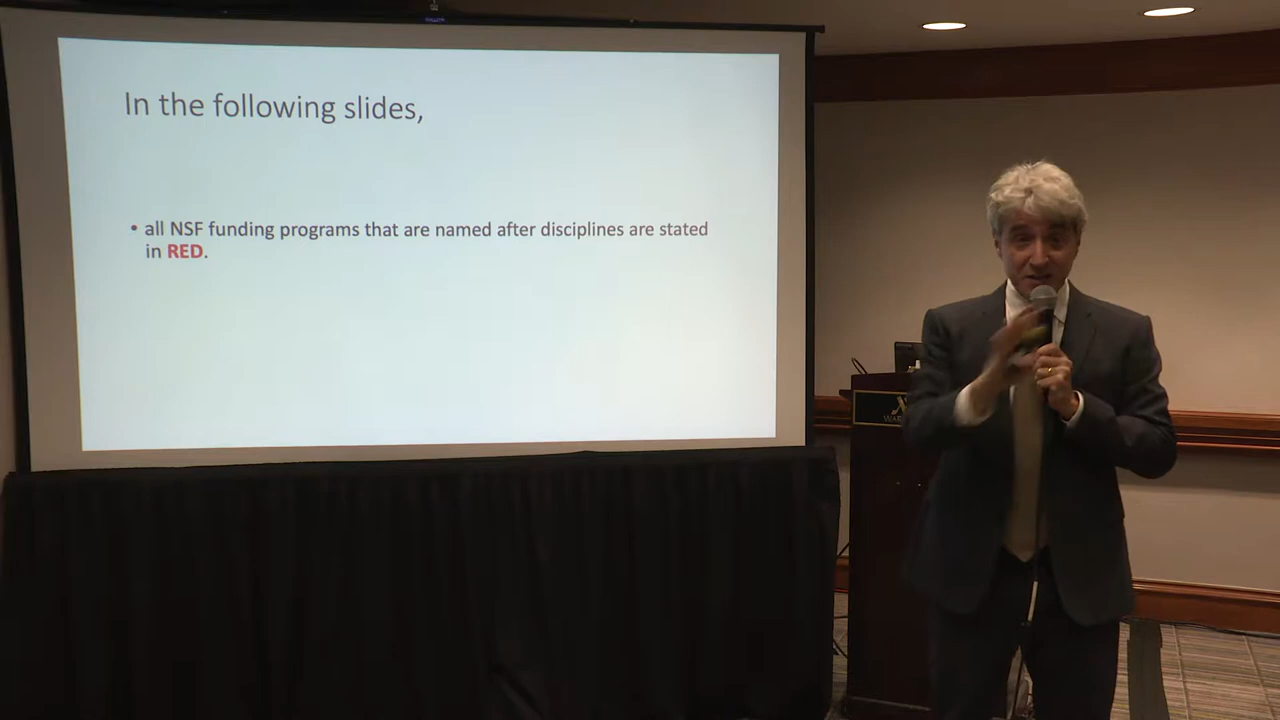 In the following slides,
• all NSF funding programs that are named after disciplines are stated
in RED.